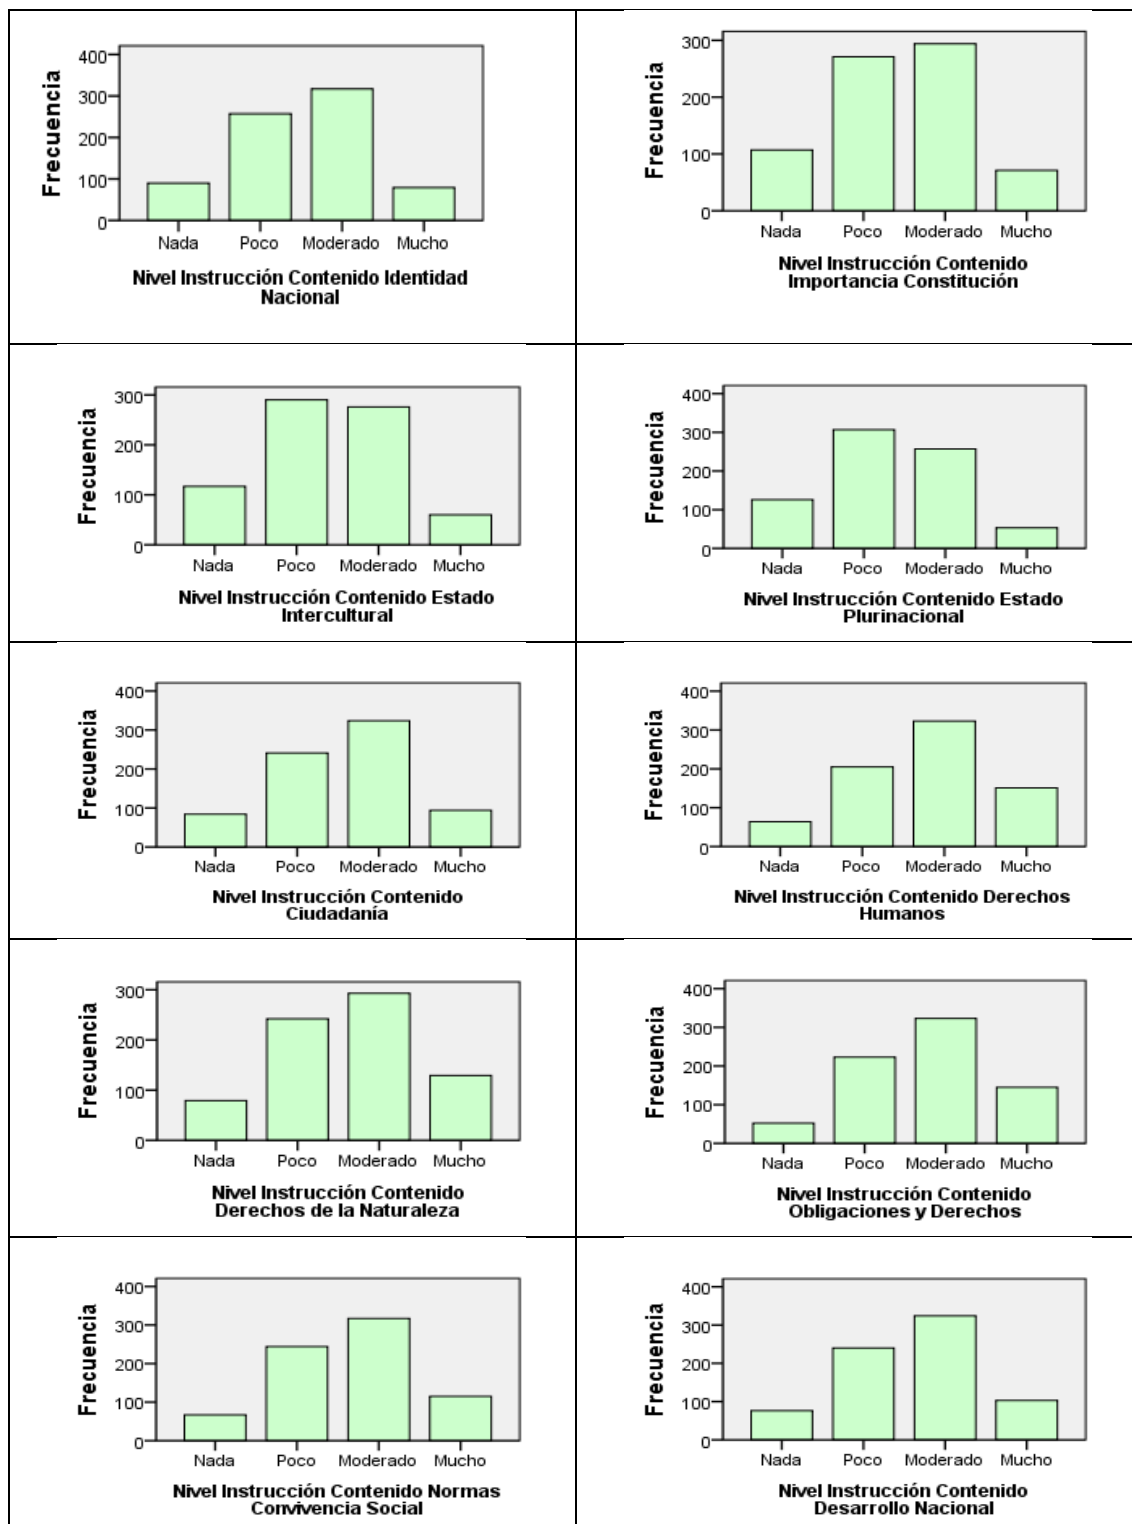 Frecuencia
400
300
200
100
0
Nada Poco Moderado Mucho
Nivel Instrucción Contenido Identidad
Nacional
Frecuencia
300
200
100
0
Nada Poco Moderado Mucho
Nivel Instrucción Contenido
Importancia Constitución
Frecuencia
300
200
100
0
Nada Poco Moderado Mucho
Nivel Instrucción Contenido Estado
Intercultural
Frecuencia
400
300
200
100
0
Nada Poco Moderado Mucho
Nivel Instrucción Contenido Estado
Plurinacional
Frecuencia
400
300
200
100
0
Nada Poco Moderado Mucho
Nivel Instrucción Contenido
Ciudadanía
Frecuencia
400
300
200
100
0
Nada Poco Moderado Mucho
Nivel Instrucción Contenido Derechos
Humanos
Frecuencia
300
200
100
0
Nada Poco Moderado Mucho
Nivel Instrucción Contenido
Derechos de la Naturaleza
Frecuencia
400
300
200
100
0
Nada Poco Moderado Mucho
Nivel Instrucción Contenido
Obligaciones y Derechos
Frecuencia
400
300
200
100
0
Nada Poco Moderado Mucho
Nivel Instrucción Contenido Normas
Convivencia Social
Frecuencia
400
300
200
100
0
Nada Poco Moderado Mucho
Nivel Instrucción Contenido
Desarrollo Nacional